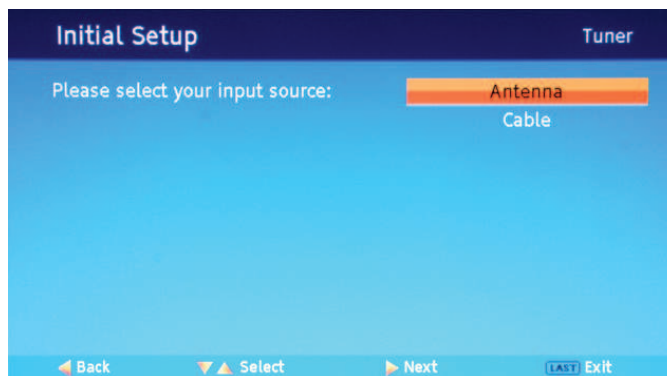 Initial Setup Tuner
Please select your input source: Antenna
Cable
Back Select Next LAST Exit